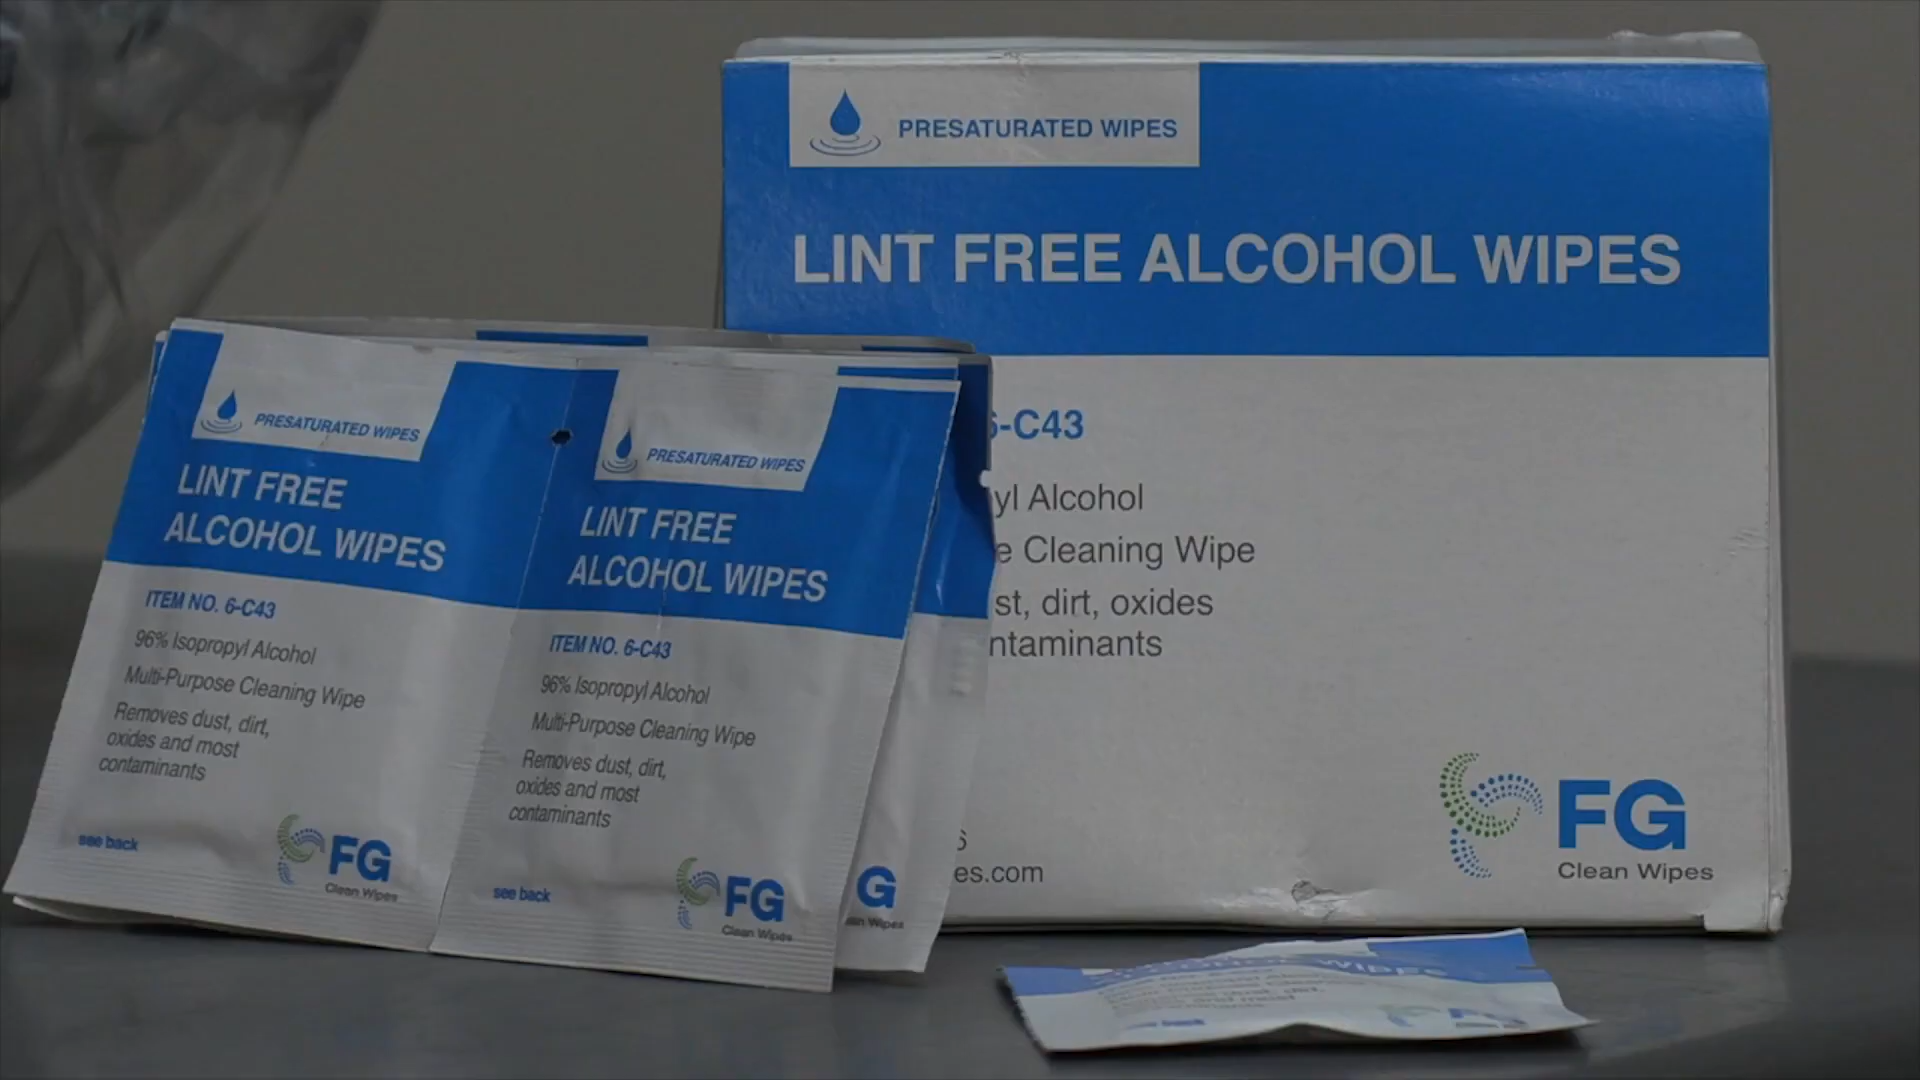 PRESATURATED WIPES
LINT FREE ALCOHOL WIPES
6-C43
yl Alcohol
e Cleaning Wipe
st, dirt, oxides
ntaminants
es.com
FG
Clean Wipes
PRESATURATED WIPES
LINT FREE
ALCOHOL WIPES
ITEM NO. 6-C43
96% Isopropyl Alcohol
Multi-Purpose Cleaning Wipe
Removes dust, dirt,
oxides and most
contaminants
see back
FG
Clean Wipes
PRESATURATED WIPES
LINT FREE
ALCOHOL WIPES
ITEM NO. 6-C43
96% Isopropyl Alcohol
Multi-Purpose Cleaning Wipe
Removes dust, dirt,
oxides and most
contaminants
see back
FG
Clean Wipes
G
Wipes
WIPES